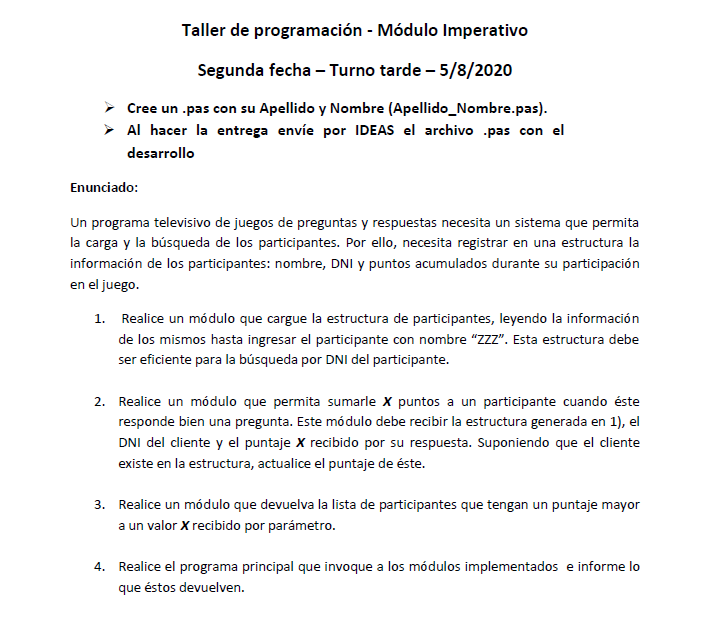 Taller de programación - Módulo Imperativo
Segunda fecha – Turno tarde – 5/8/2020
➢ Cree un .pas con su Apellido y Nombre (Apellido_Nombre.pas).
➢ Al hacer la entrega envíe por IDEAS el archivo .pas con el
desarrollo
Enunciado:
Un programa televisivo de juegos de preguntas y respuestas necesita un sistema que permita
la carga y la búsqueda de los participantes. Por ello, necesita registrar en una estructura la
información de los participantes: nombre, DNI y puntos acumulados durante su participación
en el juego.
1. Realice un módulo que cargue la estructura de participantes, leyendo la información
de los mismos hasta ingresar el participante con nombre “ZZZ”. Esta estructura debe
ser eficiente para la búsqueda por DNI del participante.
2. Realice un módulo que permita sumarle X puntos a un participante cuando éste
responde bien una pregunta. Este módulo debe recibir la estructura generada en 1), el
DNI del cliente y el puntaje X recibido por su respuesta. Suponiendo que el cliente
existe en la estructura, actualice el puntaje de éste.
3. Realice un módulo que devuelva la lista de participantes que tengan un puntaje mayor
a un valor X recibido por parámetro.
4. Realice el programa principal que invoque a los módulos implementados e informe lo
que éstos devuelven.